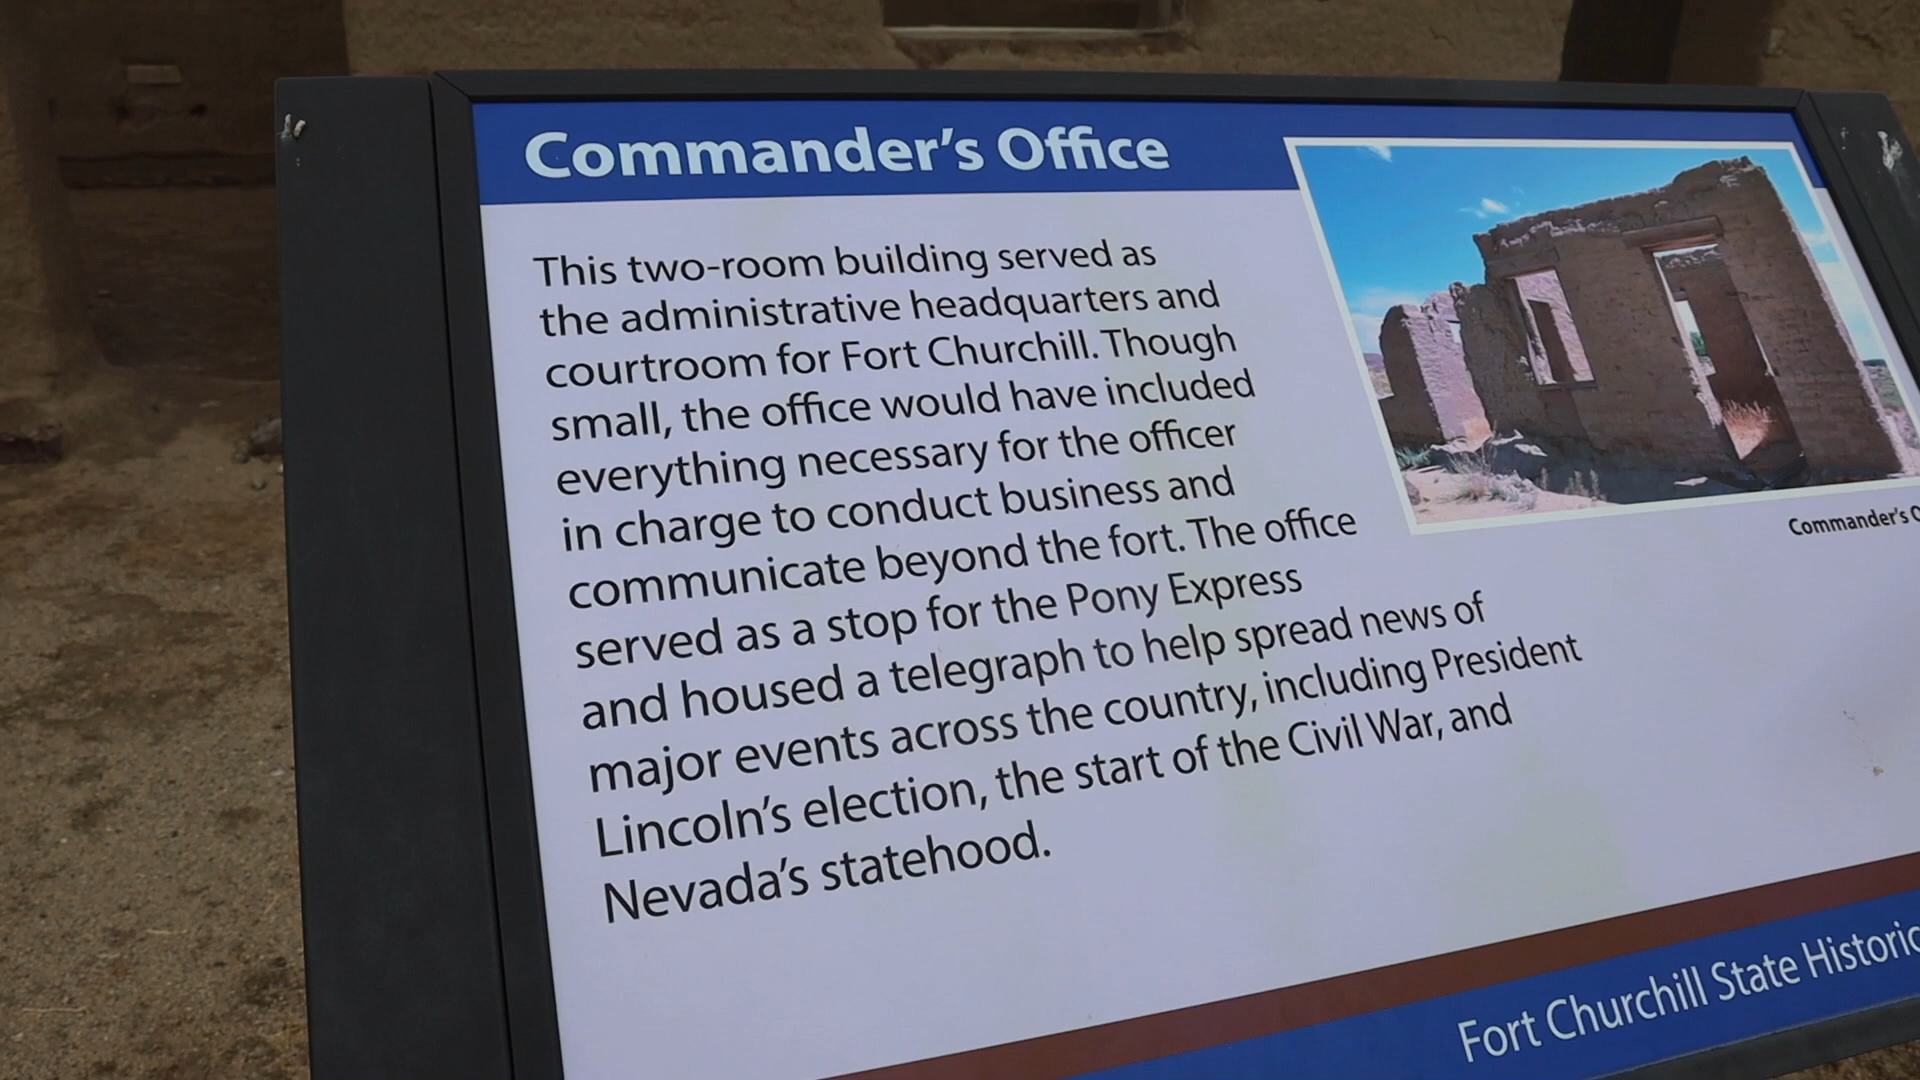 Commander's Office
This two-room building served as
the administrative headquarters and
courtroom for Fort Churchill. Though
small, the office would have included
everything necessary for the officer
in charge to conduct business and
communicate beyond the fort. The office
served as a stop for the Pony Express
and housed a telegraph to help spread news of
major events across the country, including President
Lincoln's election, the start of the Civil War, and
Nevada's statehood.
Commander's
Fort Churchill State Historic